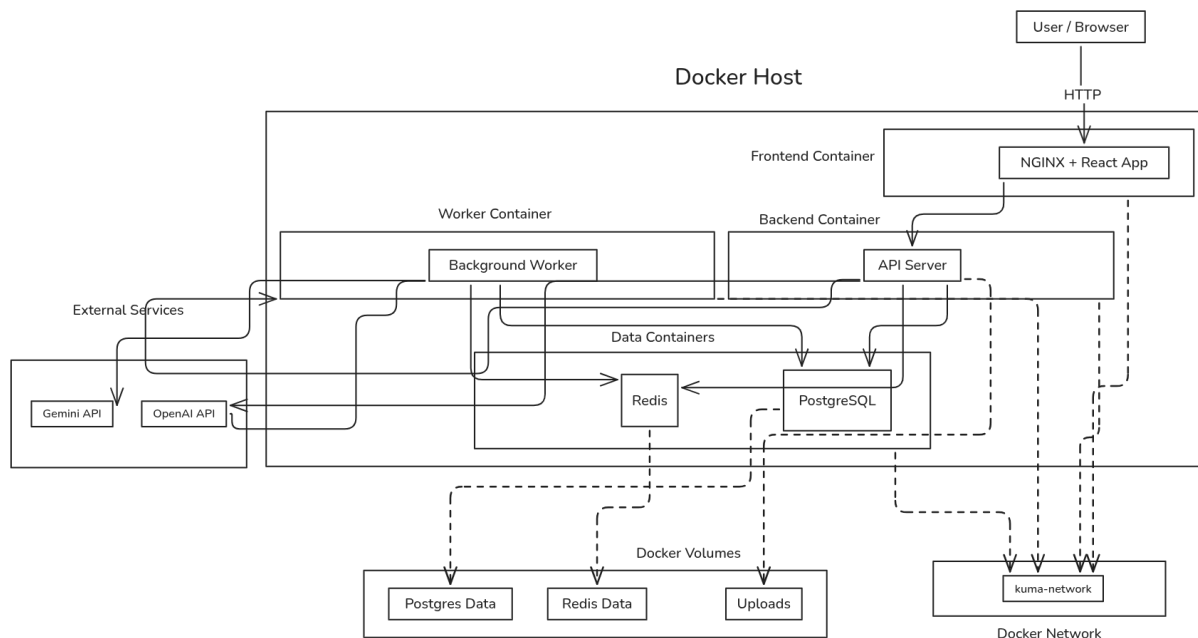 User / Browser
Docker Host
HTTP
Frontend Container
NGINX + React App
Worker Container
Backend Container
Background Worker
API Server
External Services
Data Containers
Gemini API
OpenAI API
Redis
PostgreSQL
Docker Volumes
Postgres Data
Redis Data
Uploads
kuma-network
Docker Network